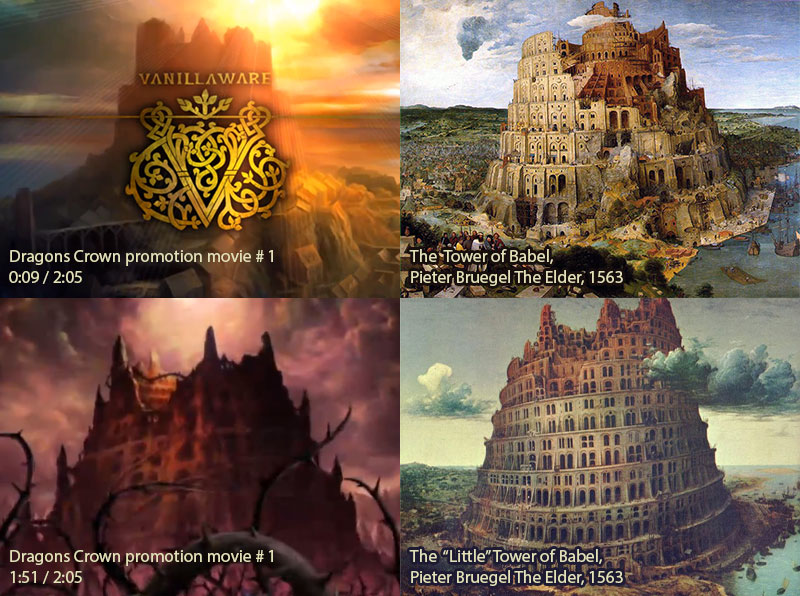 VANILLAWARE
Dragons Crown promotion movie # 1
0:09 / 2:05
The Tower of Babel,
Pieter Bruegel The Elder, 1563
Dragons Crown promotion movie # 1
1:51 / 2:05
The “Little”Tower of Babel,
Pieter Bruegel The Elder, 1563